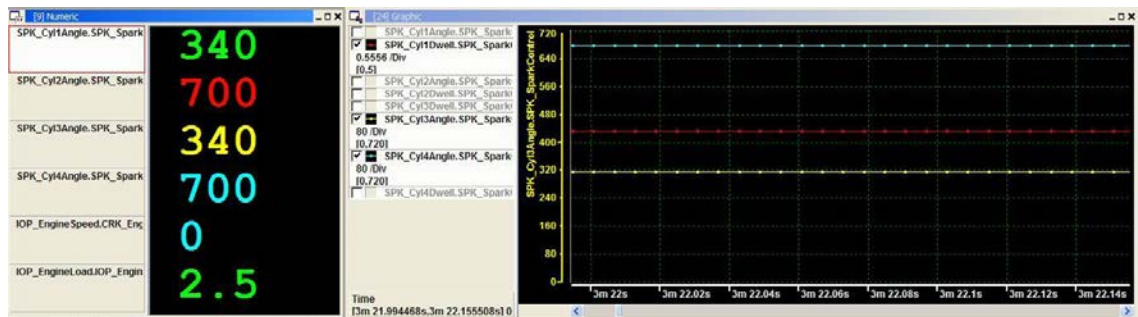 [9] Numeric
SPK_Cyl1Angle.SPK_Spark
340
SPK_Cyl2Angle.SPK_Spark
700
SPK_Cyl3Angle.SPK_Spark
340
SPK_Cyl4Angle.SPK_Spark
700
IOP_EngineSpeed.CRK_Eng
0
IOP_EngineLoad.IOP_Engin
2.5
[24] Graphic
SPK_Cyl1Angle.SPK_Spark
SPK_Cyl1Dwell.SPK_Spark
0.5556 /Div
[0.5]
SPK_Cyl2Angle.SPK_Spark
SPK_Cyl2Dwell.SPK_Spark
SPK_Cyl3Dwell.SPK_Spark
SPK_Cyl3Angle.SPK_Spark
80 /Div
[0.720]
SPK_Cyl4Angle.SPK_Spark
80 /Div
[0.720]
SPK_Cyl4Dwell.SPK_Spark
Time
[3m 21.994468s.3m 22.155508s] 0
SPK_Cyl3Angle.SPK_SparkControl
720
640
560
480
400
320
240
160
80
0
3m 22s 3m 22.02s 3m 22.04s 3m 22.06s 3m 22.08s 3m 22.1s 3m 22.12s 3m 22.14s